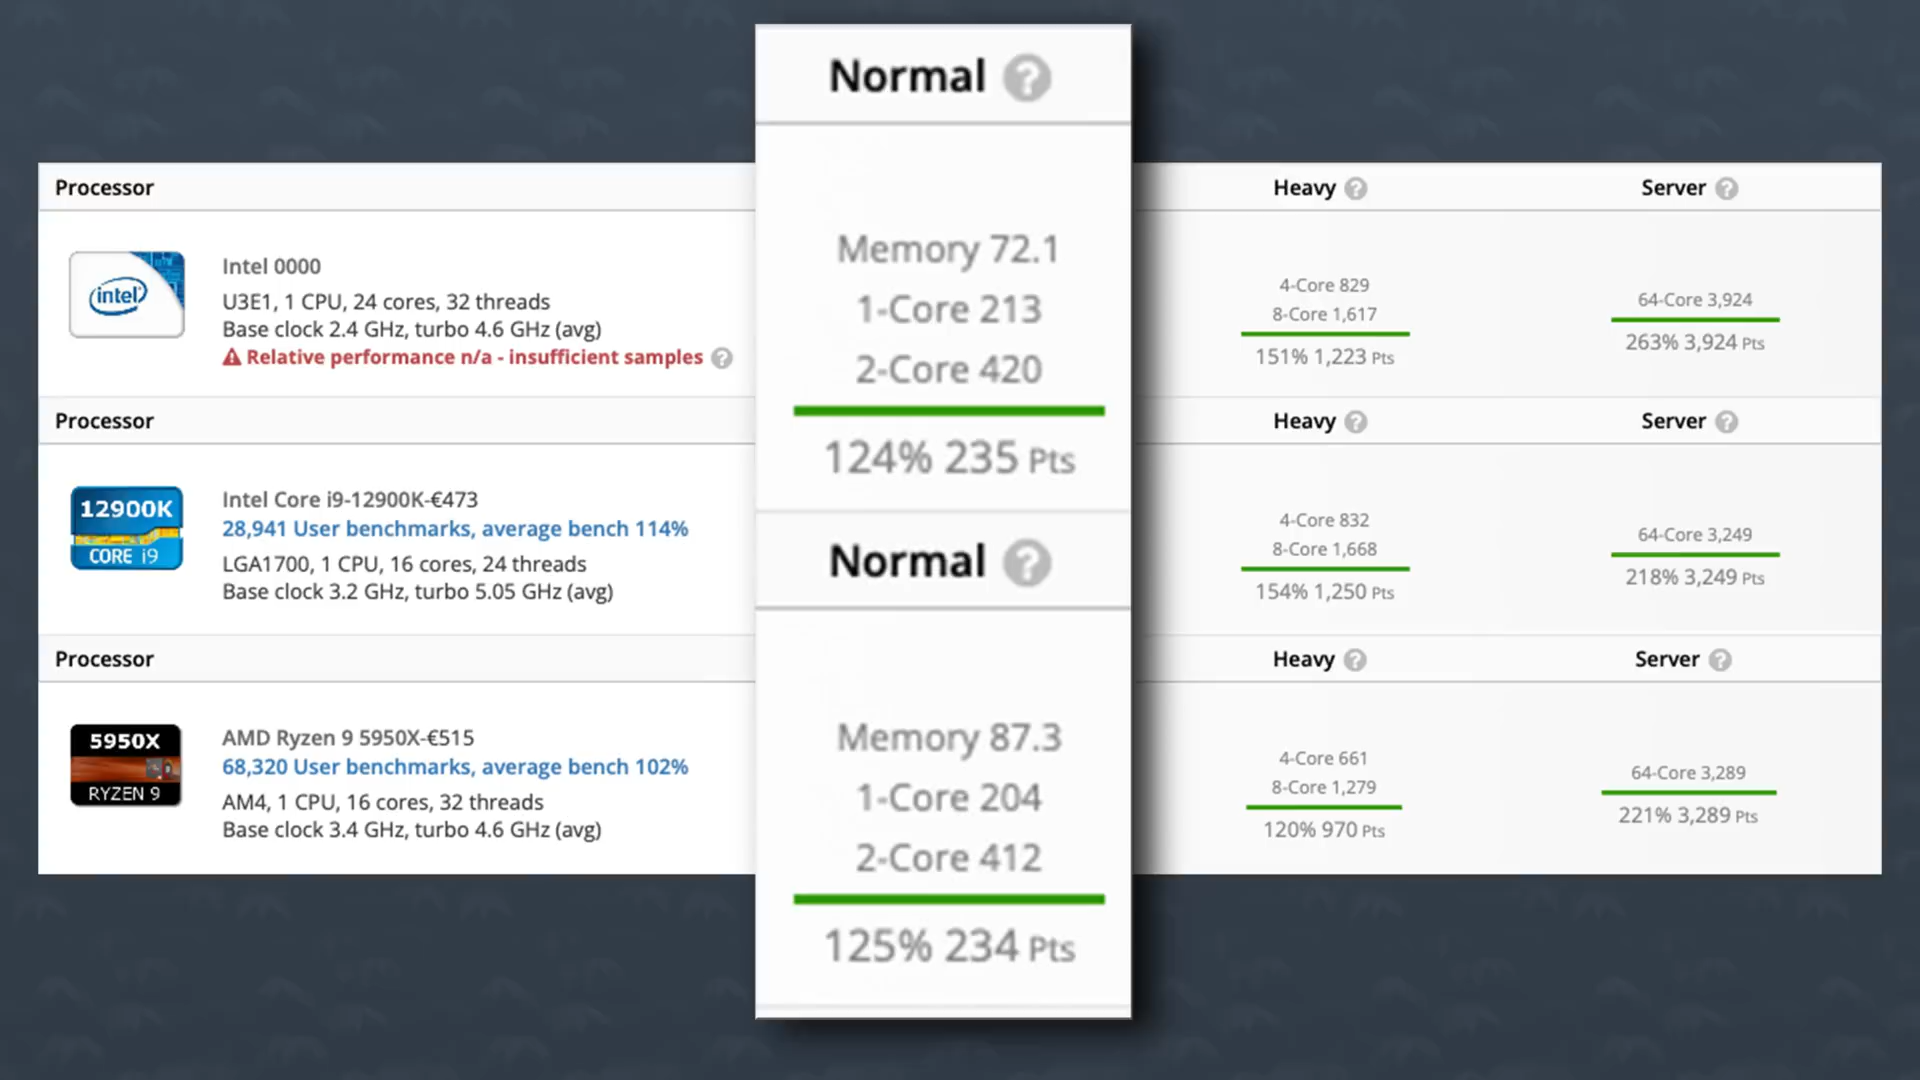 Normal
Memory 72.1
1-Core 213
2-Core 420
124% 235 Pts
Normal
Memory 87.3
1-Core 204
2-Core 412
125% 234 Pts
Processor
Heavy
Server
intel
Intel 0000
U3E1, 1 CPU, 24 cores, 32 threads
Base clock 2.4 GHz, turbo 4.6 GHz (avg)
Relative performance n/a - insufficient samples
4-Core 829
8-Core 1,617
151% 1,223 Pts
64-Core 3,924
263% 3,924 Pts
Processor
Heavy
Server
12900K
CORE i9
Intel Core i9-12900K-€473
28,941 User benchmarks, average bench 114%
LGA1700, 1 CPU, 16 cores, 24 threads
Base clock 3.2 GHz, turbo 5.05 GHz (avg)
4-Core 832
8-Core 1,668
154% 1,250 Pts
64-Core 3,249
218% 3,249 Pts
Processor
Heavy
Server
5950X
RYZEN 9
AMD Ryzen 9 5950X-€515
68,320 User benchmarks, average bench 102%
AM4, 1 CPU, 16 cores, 32 threads
Base clock 3.4 GHz, turbo 4.6 GHz (avg)
4-Core 661
8-Core 1,279
120% 970 Pts
64-Core 3,289
221% 3,289 Pts